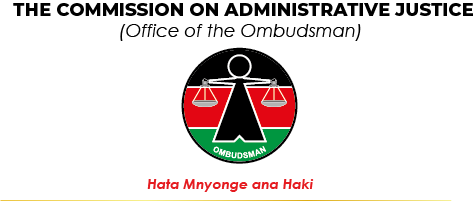 THE COMMISSION ON ADMINISTRATIVE JUSTICE
(Office of the Ombudsman)
OMBUDSMAN
Hata Mnyonge ana Haki